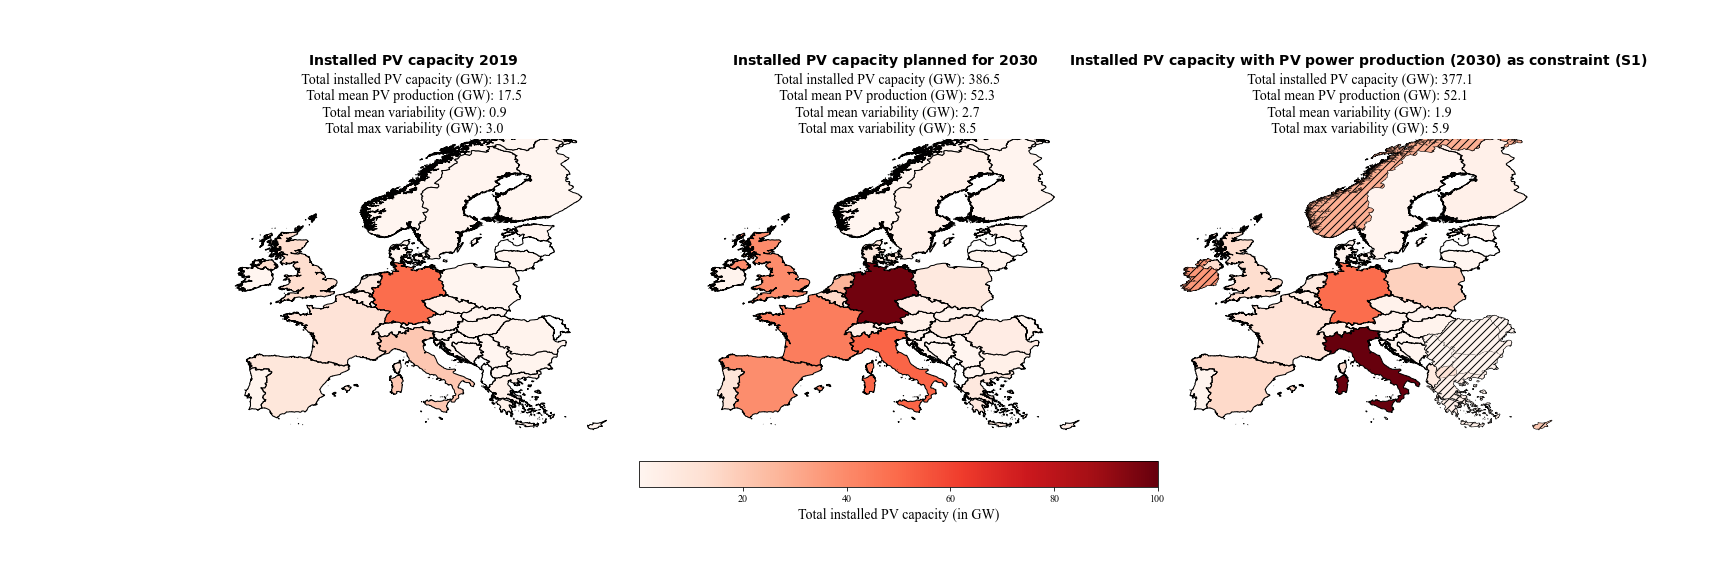 Installed PV capacity 2019
Total installed PV capacity (GW): 131.2
Total mean PV production (GW): 17.5
Total mean variability (GW): 0.9
Total max variability (GW): 3.0
Installed PV capacity planned for 2030
Total installed PV capacity (GW): 386.5
Total mean PV production (GW): 52.3
Total mean variability (GW): 2.7
Total max variability (GW): 8.5
Installed PV capacity with PV power production (2030) as constraint (S1)
Total installed PV capacity (GW): 377.1
Total mean PV production (GW): 52.1
Total mean variability (GW): 1.9
Total max variability (GW): 5.9
20 40 60 80 100
Total installed PV capacity (in GW)